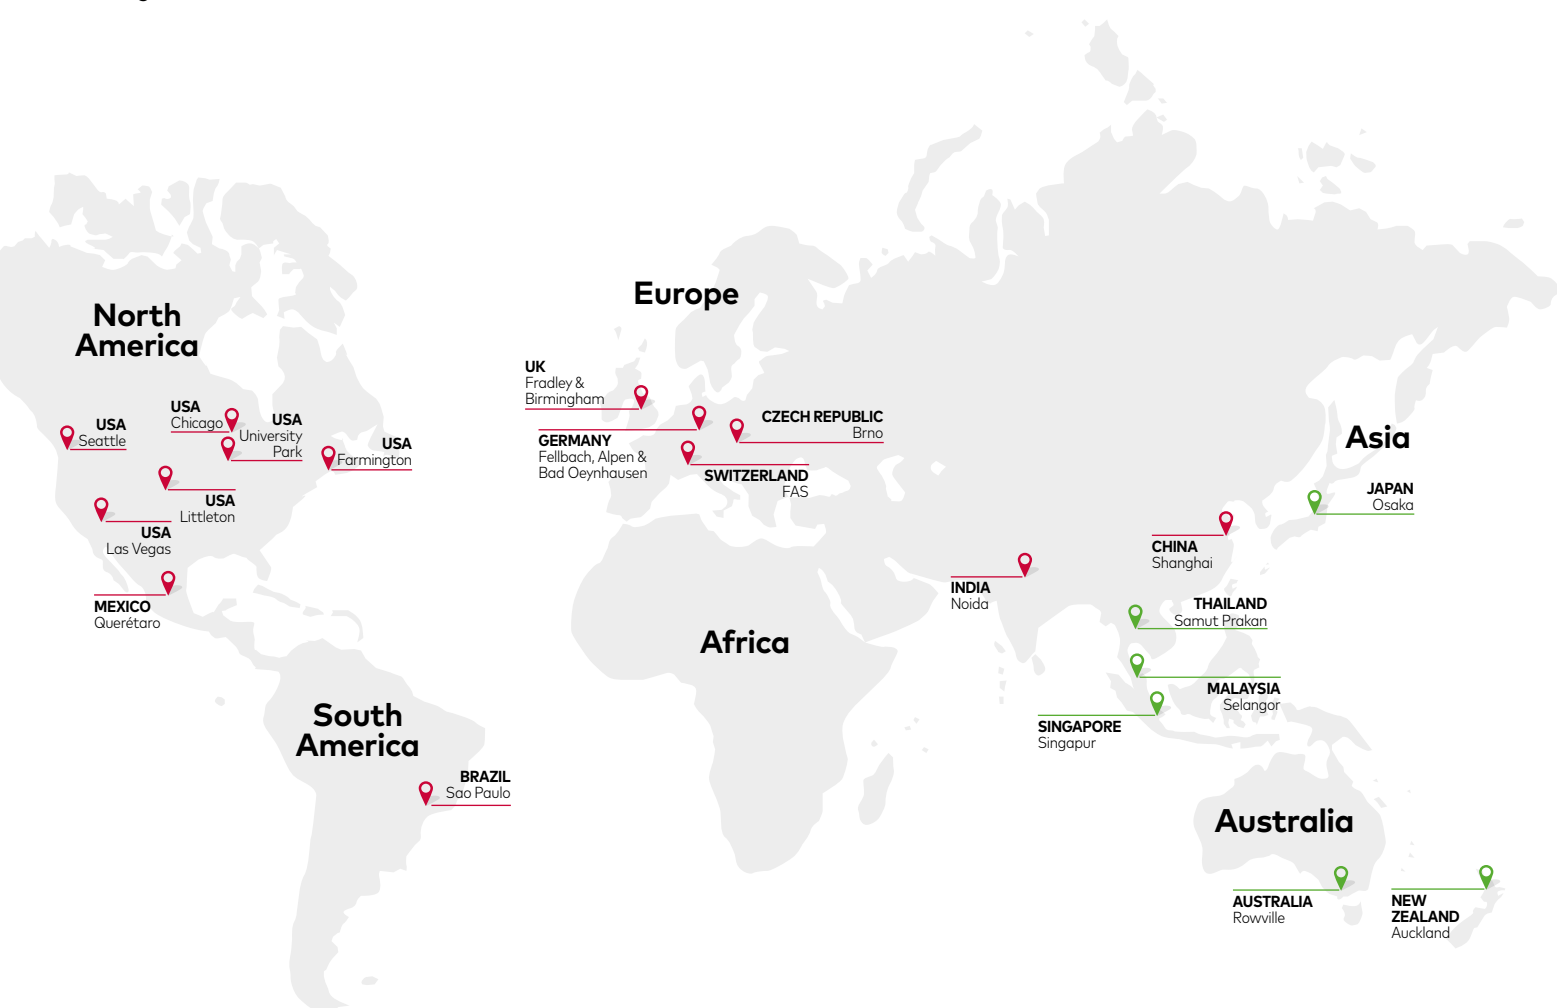 North
America
USA
Seattle
USA
Chicago
USA
University
Park
USA
Farmington
USA
Littleton
USA
Las Vegas
MEXICO
Querétaro
South
America
BRAZIL
Sao Paulo
Europe
UK
Fradley &
Birmingham
GERMANY
Fellbach, Alpen &
Bad Oeynhausen
CZECH REPUBLIC
Brno
SWITZERLAND
FAS
Africa
Asia
JAPAN
Osaka
CHINA
Shanghai
INDIA
Noida
THAILAND
Samut Prakan
MALAYSIA
Selangor
SINGAPORE
Singapur
Australia
AUSTRALIA
Rowville
NEW
ZEALAND
Auckland